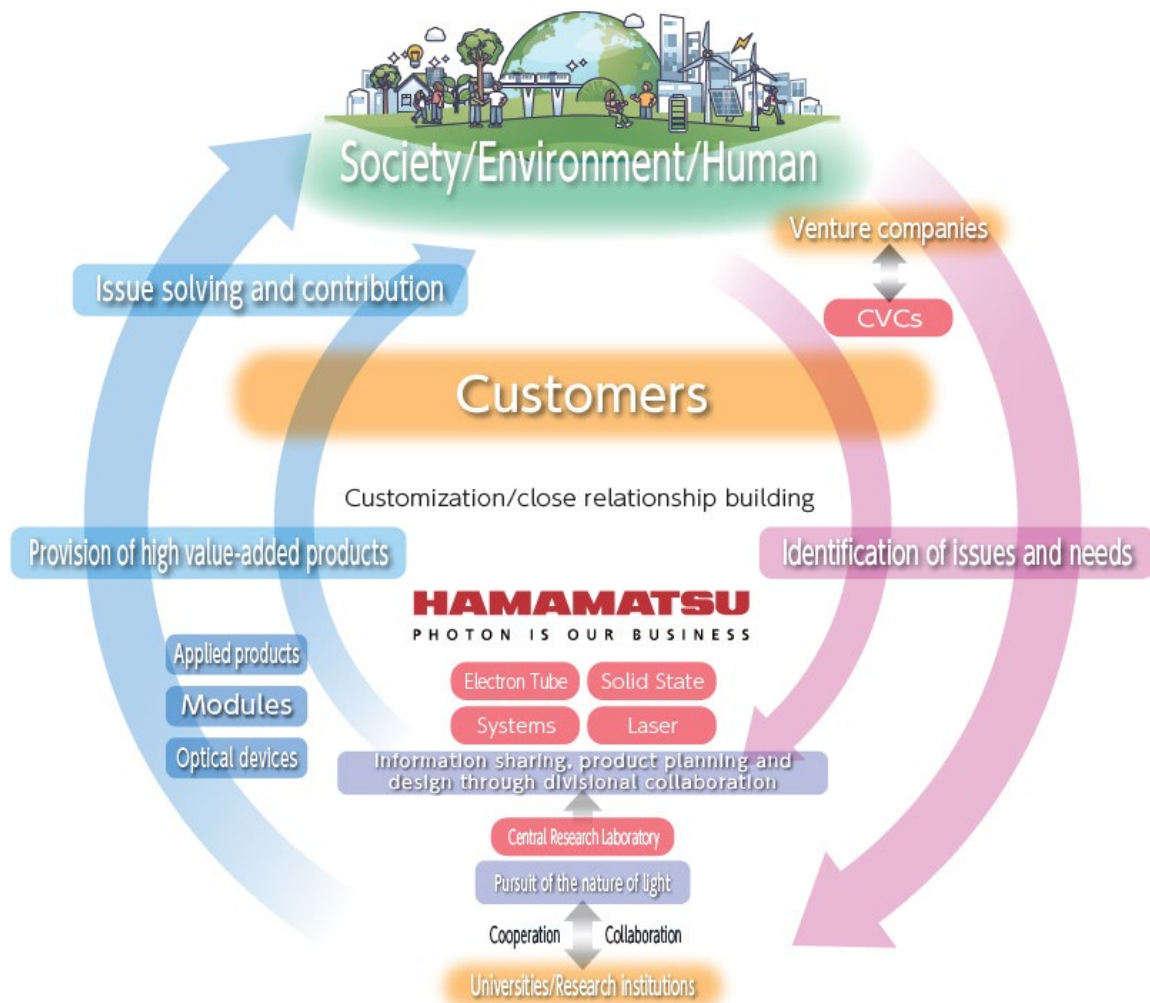 Society/Environment/Human
Venture companies
Issue solving and contribution
CVCs
Customers
Customization/close relationship building
Provision of high value-added products
Identification of issues and needs
HAMAMATSU
PHOTON IS OUR BUSINESS
Applied products
Modules
Optical devices
Electron Tube
Solid State
Systems
Laser
Information sharing, product planning and
design through divisional collaboration
Central Research Laboratory
Pursuit of the nature of light
Cooperation
Collaboration
Universities/Research institutions